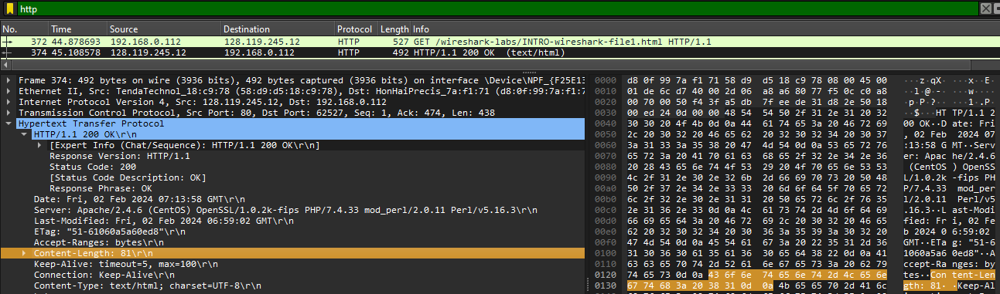 http
No. Time Source Destination Protocol Length Info
372 44.878693 192.168.0.112 128.119.245.12 HTTP 527 GET /wireshark-labs/INTRO-wireshark-file1.html HTTP/1.1
374 45.108578 128.119.245.12 192.168.0.112 HTTP 492 HTTP/1.1 200 OK  (text/html)
Frame 374: 492 bytes on wire (3936 bits), 492 bytes captured (3936 bits) on interface \Device\NPF_{F25E13
Ethernet II, Src: TendaTechnol_18:c9:78 (58:d9:d5:18:c9:78), Dst: HonHaiPrecis_7a:f1:71 (d8:0f:99:7a:f1:7
Internet Protocol Version 4, Src: 128.119.245.12, Dst: 192.168.0.112
Transmission Control Protocol, Src Port: 80, Dst Port: 62527, Seq: 1, Ack: 474, Len: 438
Hypertext Transfer Protocol
HTTP/1.1 200 OK\r\n
[Expert Info (Chat/Sequence): HTTP/1.1 200 OK\r\n]
Response Version: HTTP/1.1
Status Code: 200
[Status Code Description: OK]
Response Phrase: OK
Date: Fri, 02 Feb 2024 07:13:58 GMT\r\n
Server: Apache/2.4.6 (CentOS) OpenSSL/1.0.2k-fips PHP/7.4.33 mod_perl/2.0.11 Perl/v5.16.3\r\n
Last-Modified: Fri, 02 Feb 2024 06:59:02 GMT\r\n
ETag: "51-61060a5a60ed8"\r\n
Accept-Ranges: bytes\r\n
Content-Length: 81\r\n
Keep-Alive: timeout=5, max=100\r\n
Connection: Keep-Alive\r\n
Content-Type: text/html; charset=UTF-8\r\n
0000 d8 0f 99 7a f1 71 58 d9 d5 18 c9 78 08 00 45 00 ···z·qX· ···x··E·
0010 01 de 6c d7 40 00 2d 06 a8 a6 80 77 f5 0c c0 a8 ··l·@·-· ···w····
0020 00 70 00 50 f4 3f a5 db 7f ee de 31 d8 2e 50 18 ·p·P·?·· ···1·.P·
0030 00 ed 24 0d 00 00 48 54 54 50 2f 31 2e 31 20 32 ··$···HT TP/1.1 2
0040 30 30 20 4f 4b 0d 0a 44 61 74 65 3a 20 46 72 69 00 OK··D ate: Fri
0050 2c 20 30 32 20 46 65 62 20 32 30 32 34 20 30 37 , 02 Feb 2024 07
0060 3a 31 33 3a 35 38 20 47 4d 54 0d 0a 53 65 72 76 :13:58 G MT··Serv
0070 65 72 3a 20 41 70 61 63 68 65 2f 32 2e 34 2e 36 er: Apac he/2.4.6
0080 20 28 43 65 6e 74 4f 53 29 20 4f 70 65 6e 53 53 (CentOS ) OpenSS
0090 4c 2f 31 2e 30 2e 32 6b 2d 66 69 70 73 20 50 48 L/1.0.2k -fips PH
00a0 50 2f 37 2e 34 2e 33 33 20 6d 6f 64 5f 70 65 72 P/7.4.33 mod_per
00b0 6c 2f 32 2e 30 2e 31 31 20 50 65 72 6c 2f 76 35 l/2.0.11 Perl/v5
00c0 2e 31 36 2e 33 0d 0a 4c 61 73 74 2d 4d 6f 64 69 .16.3··L ast-Modi
00d0 66 69 65 64 3a 20 46 72 69 2c 20 30 32 20 46 65 fied: Fr i, 02 Fe
00e0 62 20 32 30 32 34 20 30 36 3a 35 39 3a 30 32 20 b 2024 0 6:59:02
00f0 47 4d 54 0d 0a 45 54 61 67 3a 20 22 35 31 2d 36 GMT··ETa g: "51-6
0100 31 30 36 30 61 35 61 36 30 65 64 38 22 0d 0a 41 1060a5a6 0ed8"··A
0110 63 63 65 70 74 2d 52 61 6e 67 65 73 3a 20 62 79 ccept-Ra nges: by
0120 74 65 73 0d 0a 43 6f 6e 74 65 6e 74 2d 4c 65 6e tes··Con tent-Len
0130 67 74 68 3a 20 38 31 0d 0a 4b 65 65 70 2d 41 6c gth: 81· ·Keep-Al